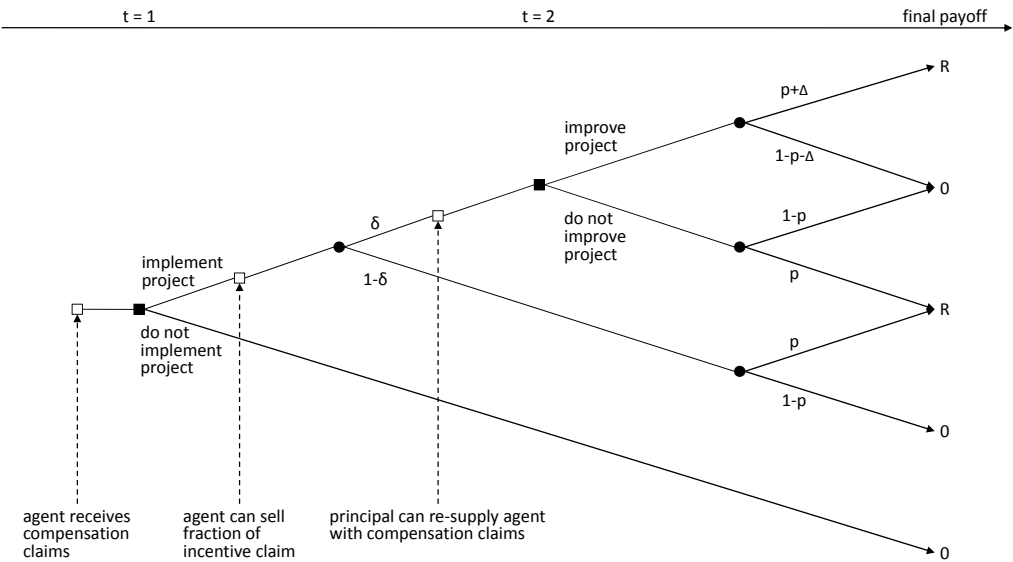 t = 1
t = 2
final payoff
R
p+Δ
improve
project
1-p-Δ
0
do not
improve
project
1-p
p
δ
1-δ
implement
project
R
do not
implement
project
p
1-p
0
agent receives
compensation
claims
agent can sell
fraction of
incentive claim
principal can re-supply agent
with compensation claims
0